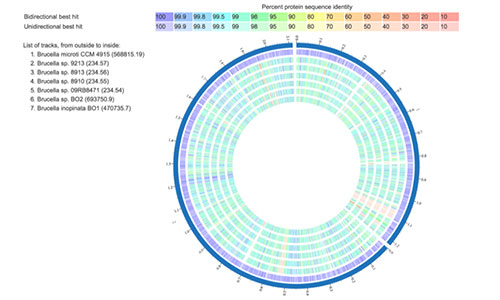 Percent protein sequence identity
Bidirectional best hit 100 99.9 99.8 99.5 99 98 95 90 80 70 60 50 40 30 20 10
Unidirectional best hit 100 99.9 99.8 99.5 99 98 95 90 80 70 60 50 40 30 20 10
List of tracks, from outside to inside:
1. Brucella microti CCM 4915 (568815.19)
2. Brucella sp. 9213 (234.57)
3. Brucella sp. 8913 (234.56)
4. Brucella sp. 8910 (234.55)
5. Brucella sp. 09RB8471 (234.54)
6. Brucella sp. BO2 (693750.9)
7. Brucella inopinata BO1 (470735.7)